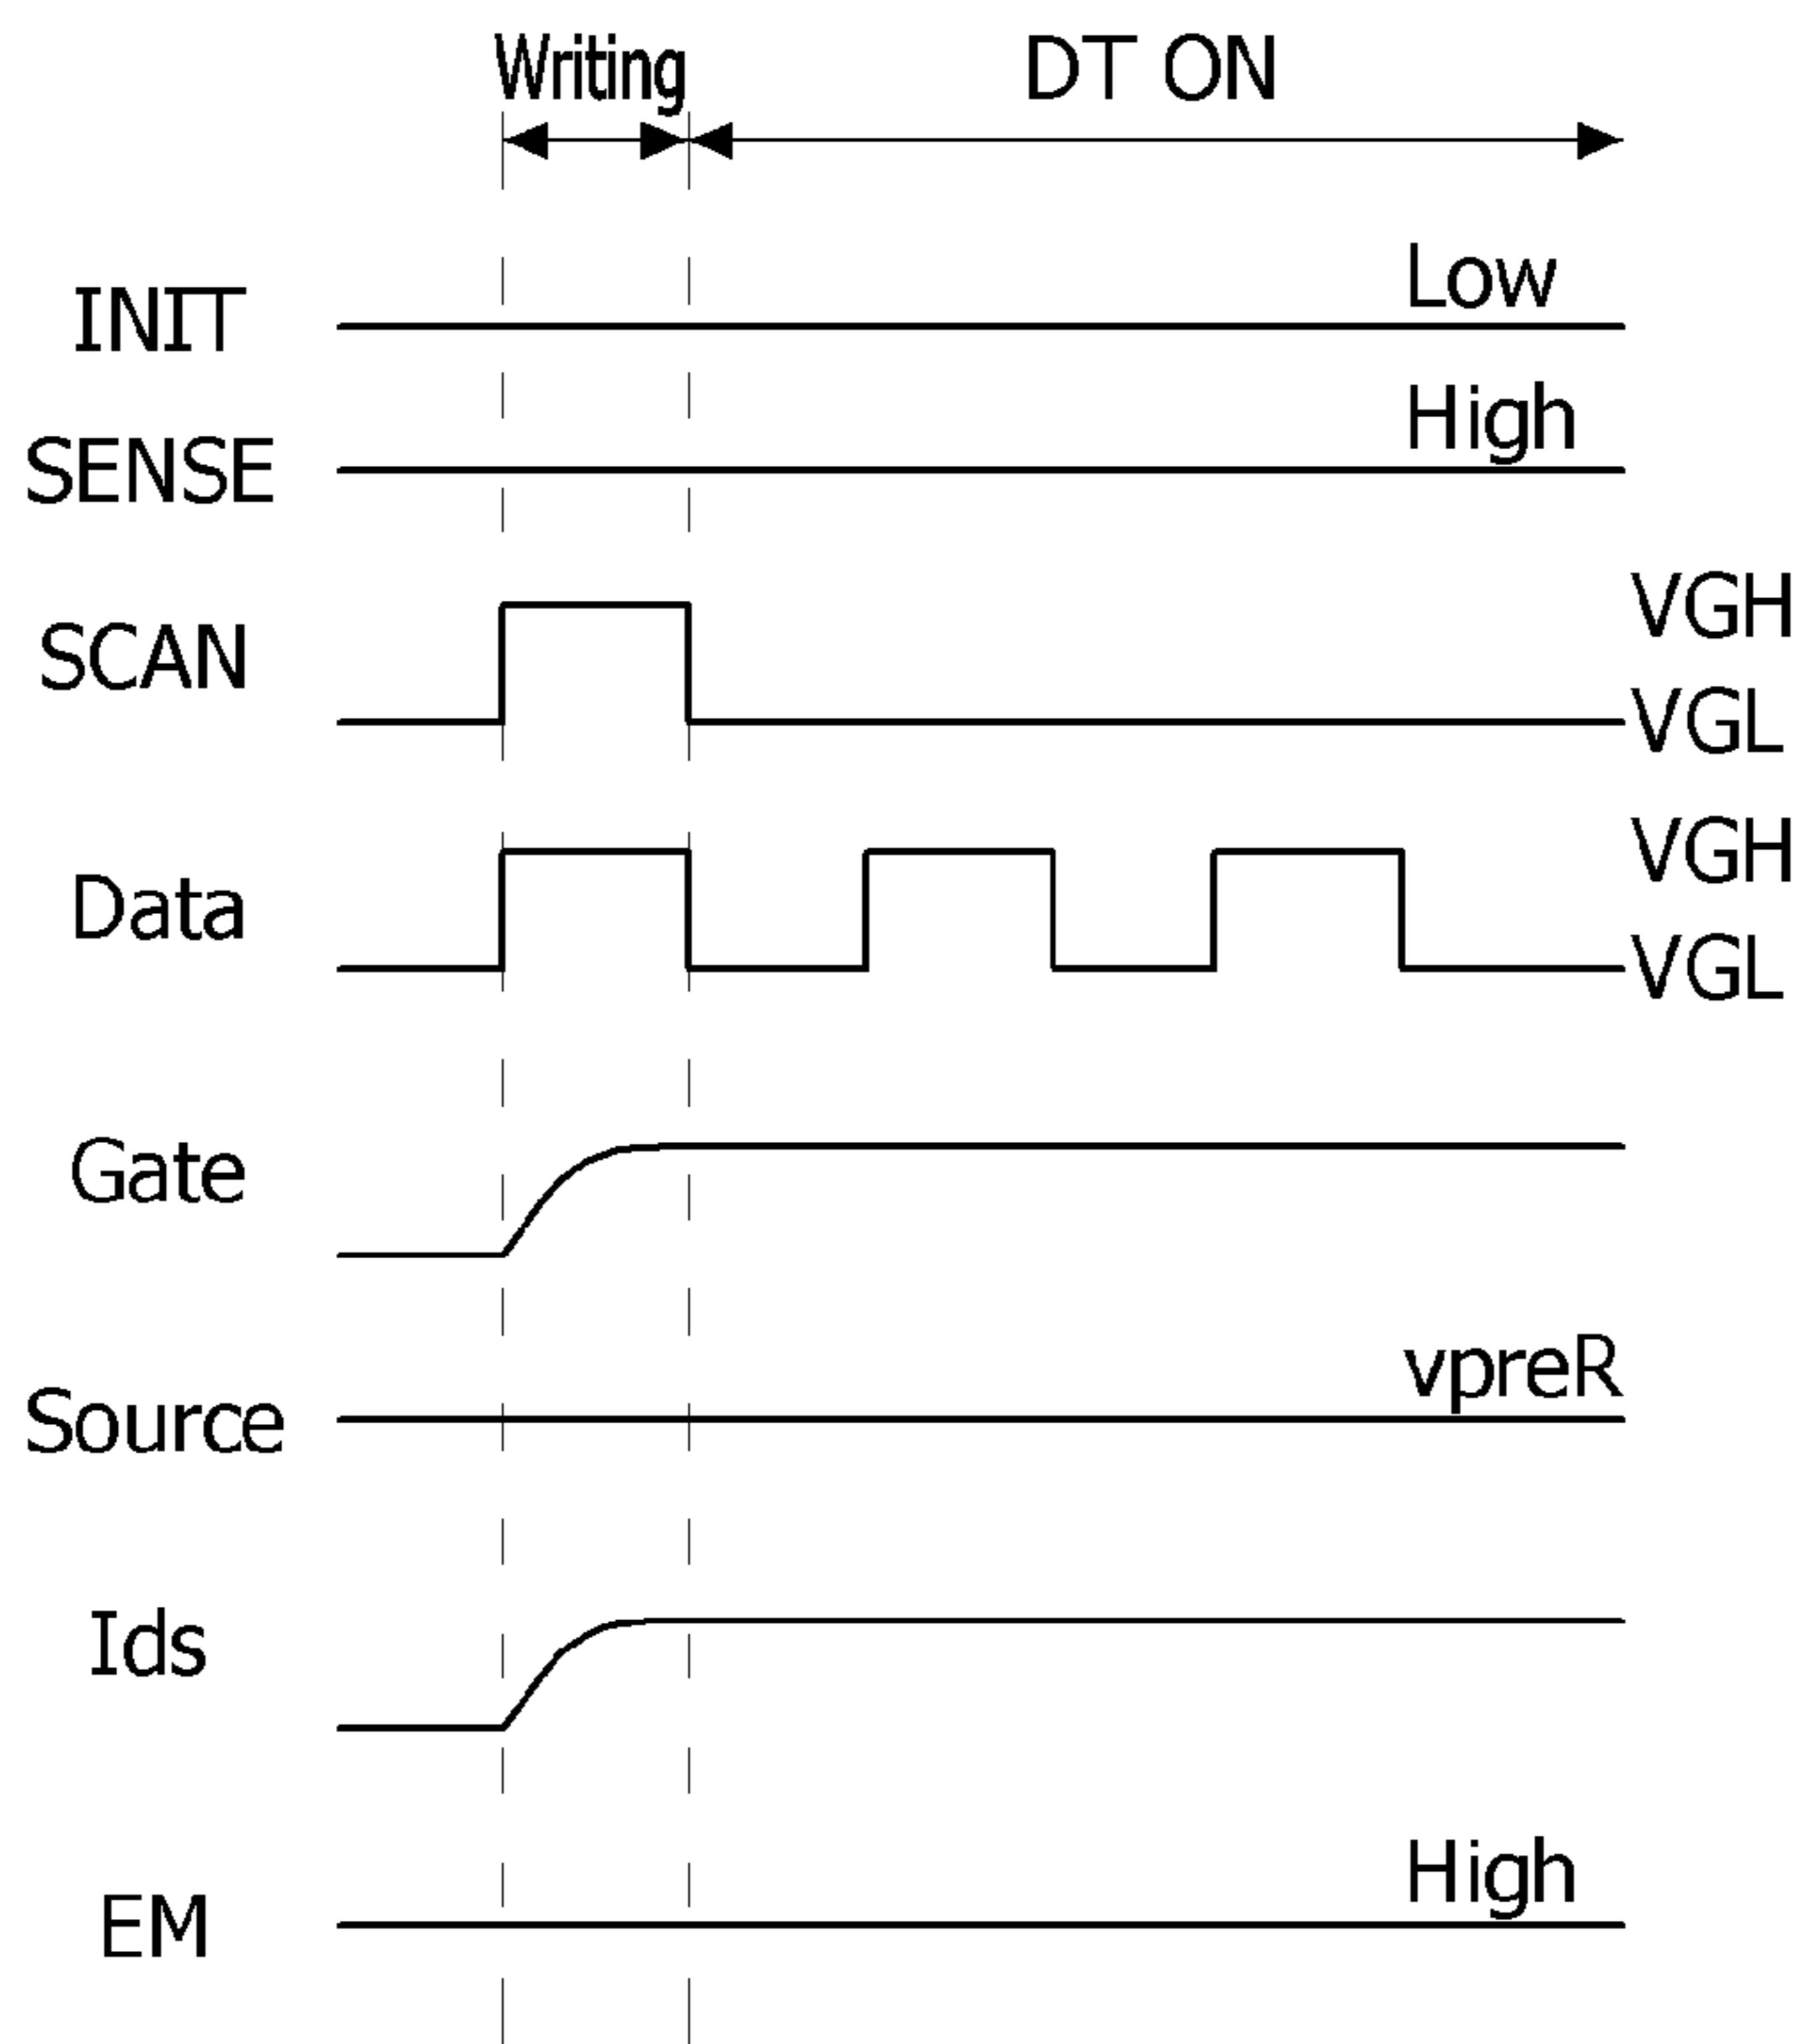 Writing DT ON
INIT Low
SENSE High
SCAN VGH
VGL
Data VGH
VGL
Gate
Source vpreR
Ids
EM High